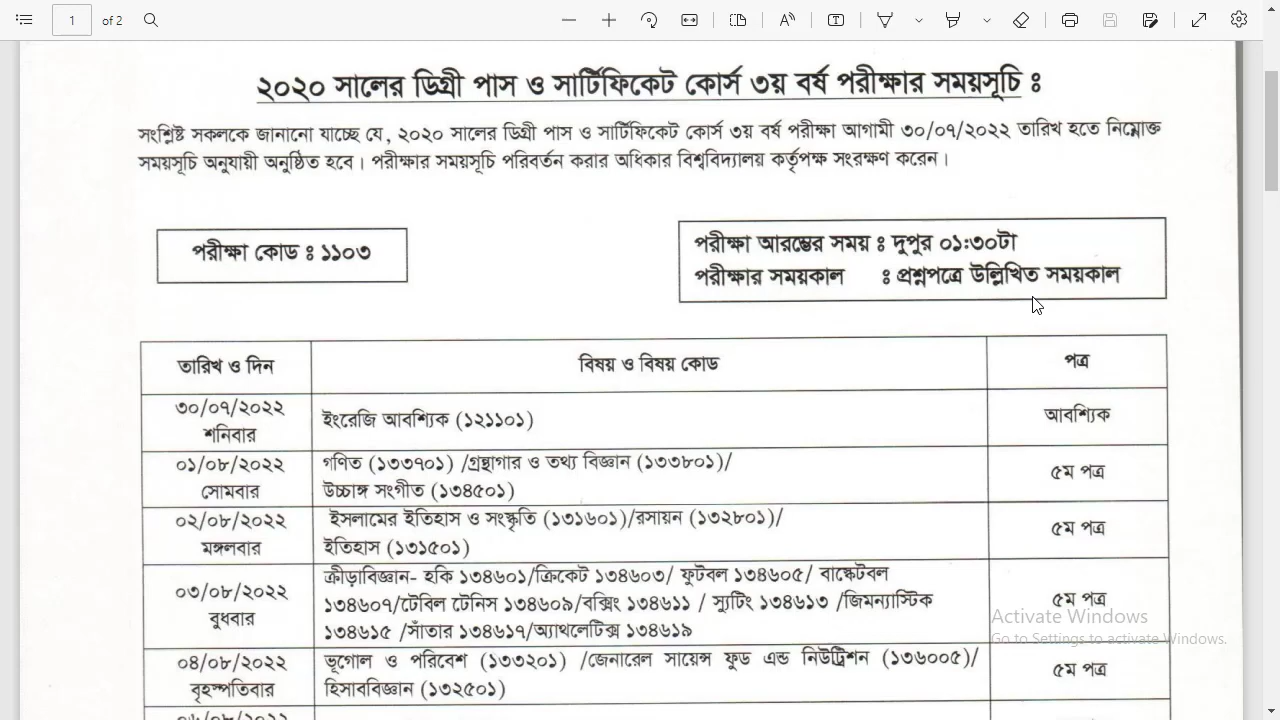 1 of 2
২০২০ সালের ডিগ্রী পাস ও সার্টিফিকেট কোর্স ৩য় বর্ষ পরীক্ষার সময়সূচি ঃ
সংশ্লিষ্ট সকলকে জানানো যাচ্ছে যে, ২০২০ সালের ডিগ্রী পাস ও সার্টিফিকেট কোর্স ৩য় বর্ষ পরীক্ষা আগামী ৩০/০৭/২০২২ তারিখ হতে নিম্নোক্ত
সময়সূচি অনুযায়ী অনুষ্ঠিত হবে। পরীক্ষার সময়সূচি পরিবর্তন করার অধিকার বিশ্ববিদ্যালয় কর্তৃপক্ষ সংরক্ষণ করেন।
পরীক্ষা কোড ঃ ১১০৩
পরীক্ষা আরম্ভের সময় ঃ দুপুর ০১:৩০টা
পরীক্ষার সময়কাল ঃ প্রশ্নপত্রে উল্লিখিত সময়কাল
তারিখ ও দিন বিষয় ও বিষয় কোড পত্র
৩০/০৭/২০২২
শনিবার
ইংরেজি আবশ্যিক (১২১১০১)
আবশ্যিক
০১/০৮/২০২২
সোমবার
গণিত (১৩৩৭০১) /গ্রন্থাগার ও তথ্য বিজ্ঞান (১৩৩৮০১)/
উচ্চাঙ্গ সংগীত (১৩৪৫০১)
৫ম পত্র
০২/০৮/২০২২
মঙ্গলবার
ইসলামের ইতিহাস ও সংস্কৃতি (১৩১৬০১)/রসায়ন (১৩২৮০১)/
ইতিহাস (১৩১৫০১)
৫ম পত্র
০৩/০৮/২০২২
বুধবার
ক্রীড়াবিজ্ঞান- হকি ১৩৪৬০১/ক্রিকেট ১৩৪৬০৩/ ফুটবল ১৩৪৬০৫/ বাস্কেটবল
১৩৪৬০৭/টেবিল টেনিস ১৩৪৬০৯/বক্সিং ১৩৪৬১১ / স্যুটিং ১৩৪৬১৩ /জিমন্যাস্টিক
১৩৪৬১৫ /সাঁতার ১৩৪৬১৭/অ্যাথলেটিক্স ১৩৪৬১৯
৫ম পত্র
Activate Windows
Go to Settings to activate Windows.
০৪/০৮/২০২২
বৃহস্পতিবার
ভূগোল ও পরিবেশ (১৩৩২০১) /জেনারেল সায়েন্স ফুড এন্ড নিউট্রিশন (১৩৬০০৫)/
হিসাববিজ্ঞান (১৩২৫০১)
৫ম পত্র